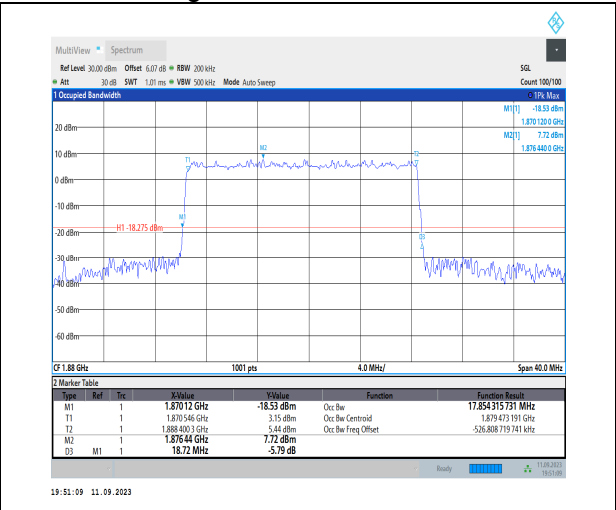 MultiView * Spectrum
Ref Level 30.00 dBm Offset 6.07 dB RBW 200 kHz SGL
Att 30 dB SWT 1.01 ms VBW 500 kHz Mode Auto Sweep Count 100/100
1 Occupied Bandwidth 1Pk Max
M1[1] -18.53 dBm
1.870 120 0 GHz
M2[1] 7.72 dBm
1.876 440 0 GHz
20 dBm
10 dBm
0 dBm
-10 dBm
-20 dBm
-30 dBm
-40 dBm
-50 dBm
-60 dBm
M2
T1
T2
M1
H1 -18.275 dBm
D3
CF 1.88 GHz 1001 pts 4.0 MHz/ Span 40.0 MHz
2 Marker Table
Type Ref Trc X-Value Y-Value Function Function Result
M1 1 1.87012 GHz -18.53 dBm Occ Bw 17.854 315 731 MHz
T1 1 1.870 546 GHz 3.15 dBm Occ Bw Centroid 1.879 473 191 GHz
T2 1 1.888 400 3 GHz 5.44 dBm Occ Bw Freq Offset -526.808 719 741 kHz
M2 1 1.87644 GHz 7.72 dBm
D3 M1 1 18.72 MHz -5.79 dB
Ready 11.09.2023
19:51:09
19:51:09 11.09.2023